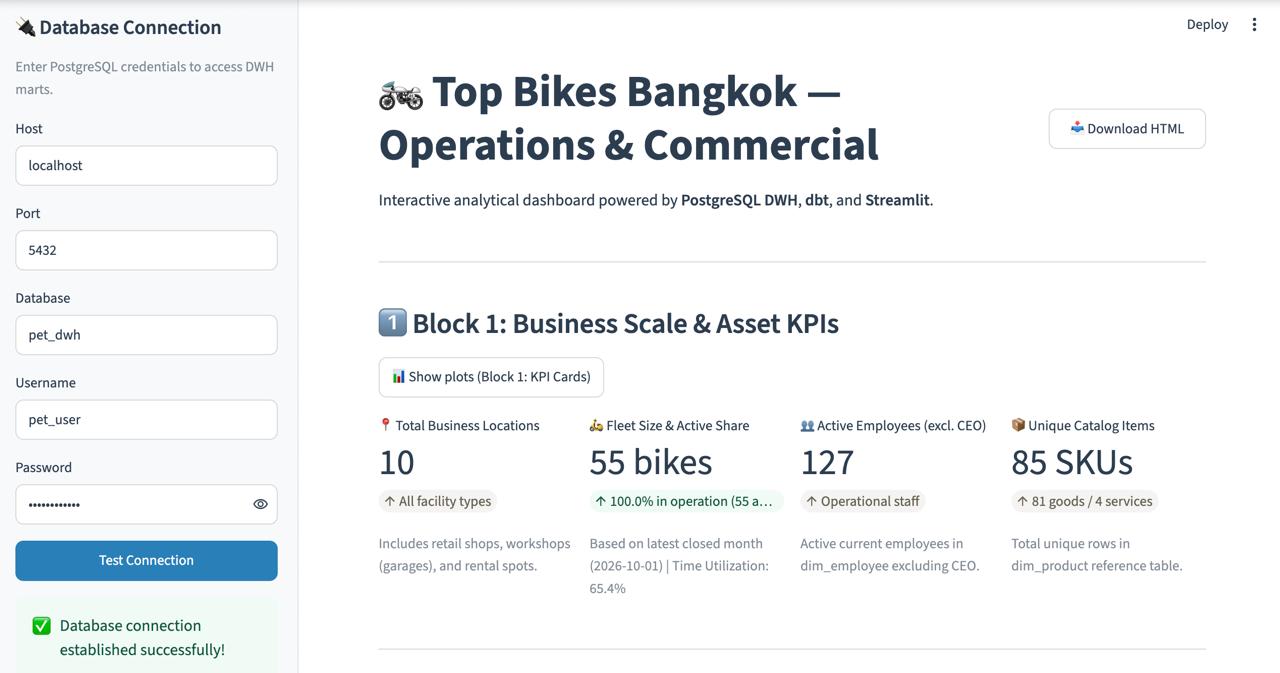 🔌 Database Connection
Enter PostgreSQL credentials to access DWH
marts.
Host
localhost
Port
5432
Database
pet_dwh
Username
pet_user
Password
••••••••••••
Test Connection
✅ Database connection
established successfully!
Deploy
🏍️ Top Bikes Bangkok —
Operations & Commercial
📥 Download HTML
Interactive analytical dashboard powered by PostgreSQL DWH, dbt, and Streamlit.
1️⃣ Block 1: Business Scale & Asset KPIs
📊 Show plots (Block 1: KPI Cards)
📍 Total Business Locations
10
↑ All facility types
Includes retail shops, workshops
(garages), and rental spots.
🛵 Fleet Size & Active Share
55 bikes
↑ 100.0% in operation (55 a…
Based on latest closed month
(2026-10-01) | Time Utilization:
65.4%
👥 Active Employees (excl. CEO)
127
↑ Operational staff
Active current employees in
dim_employee excluding CEO.
📦 Unique Catalog Items
85 SKUs
↑ 81 goods / 4 services
Total unique rows in
dim_product reference table.